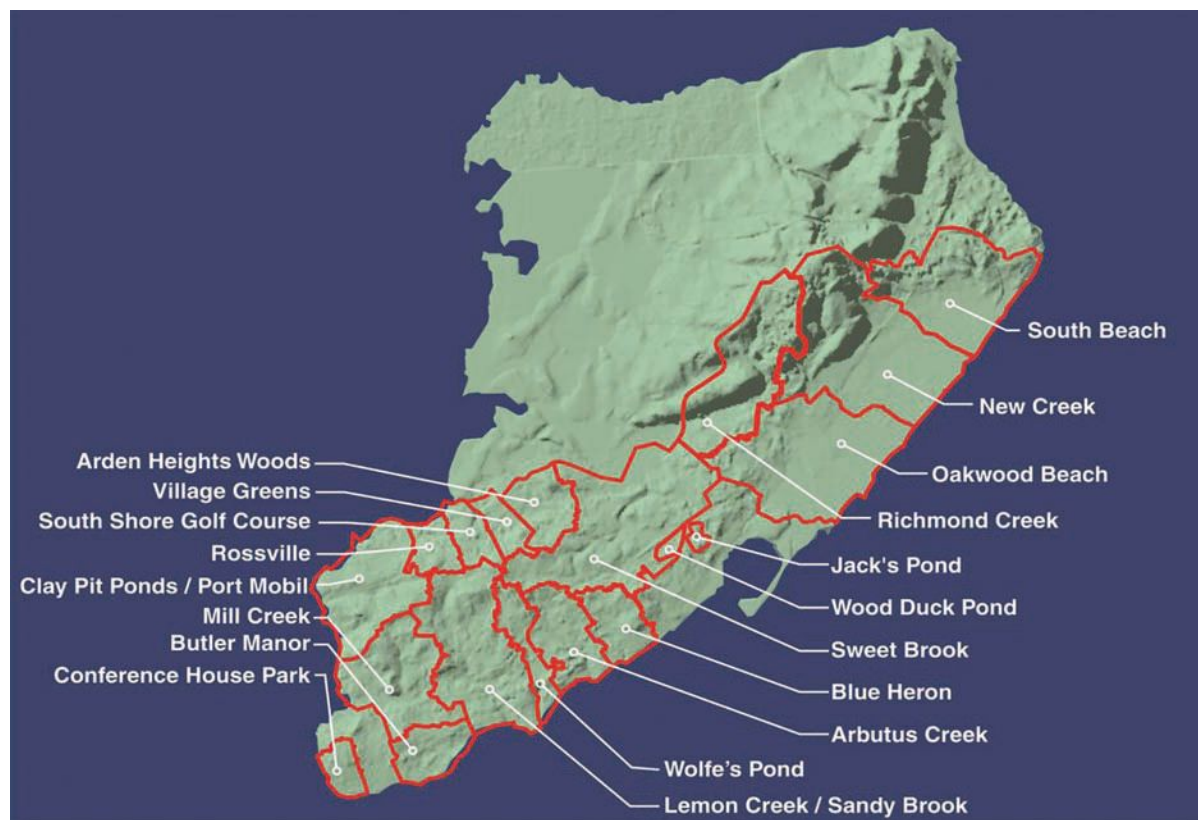 South Beach
New Creek
Oakwood Beach
Richmond Creek
Jack's Pond
Wood Duck Pond
Sweet Brook
Blue Heron
Arbutus Creek
Wolfe's Pond
Lemon Creek / Sandy Brook
Arden Heights Woods
Village Greens
South Shore Golf Course
Rossville
Clay Pit Ponds / Port Mobil
Mill Creek
Butler Manor
Conference House Park